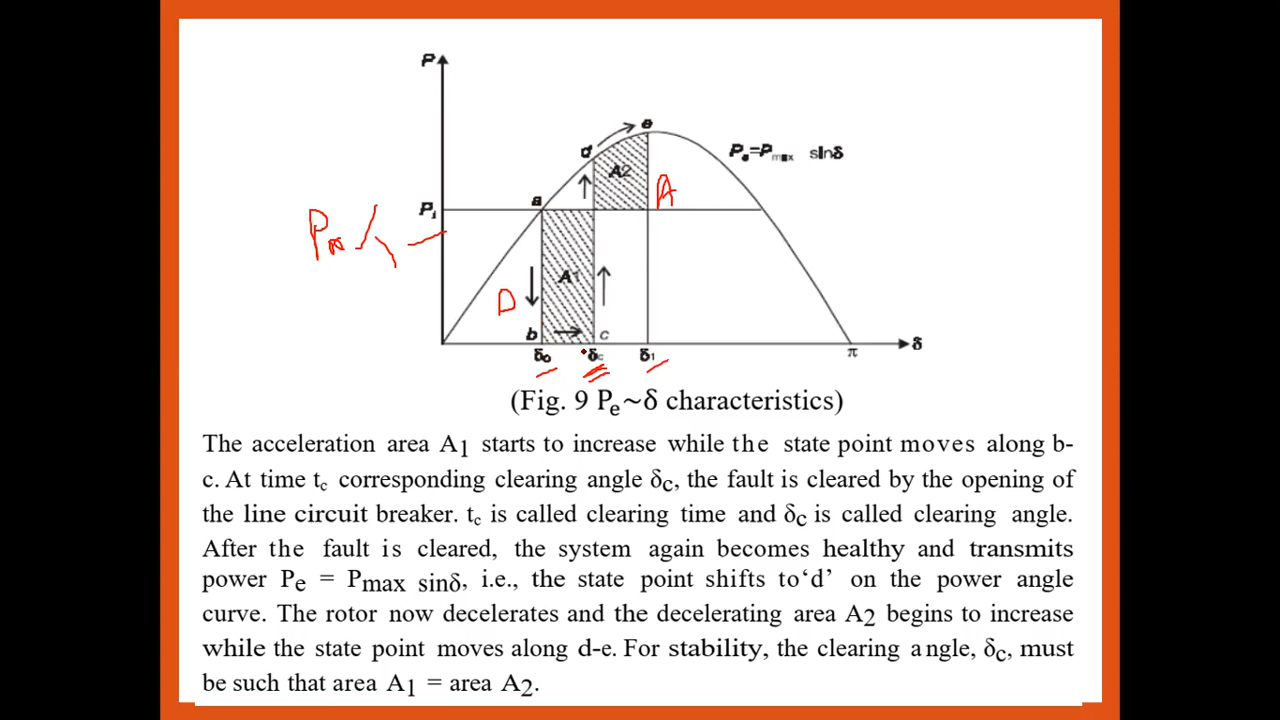 P
e
d
Pₑ=Pₘₐₓ sinδ
A2
a
A
Pᵢ
Pₘ
A1
D
b
c
δ₀
δc
δ₁
π
δ
(Fig. 9 Pₑ~δ characteristics)
The acceleration area A1 starts to increase while the state point moves along b-
c. At time tc corresponding clearing angle δc, the fault is cleared by the opening of
the line circuit breaker. tc is called clearing time and δc is called clearing angle.
After the fault is cleared, the system again becomes healthy and transmits
power Pe = Pmax sinδ, i.e., the state point shifts to‘d’ on the power angle
curve. The rotor now decelerates and the decelerating area A2 begins to increase
while the state point moves along d-e. For stability, the clearing angle, δc, must
be such that area A1 = area A2.